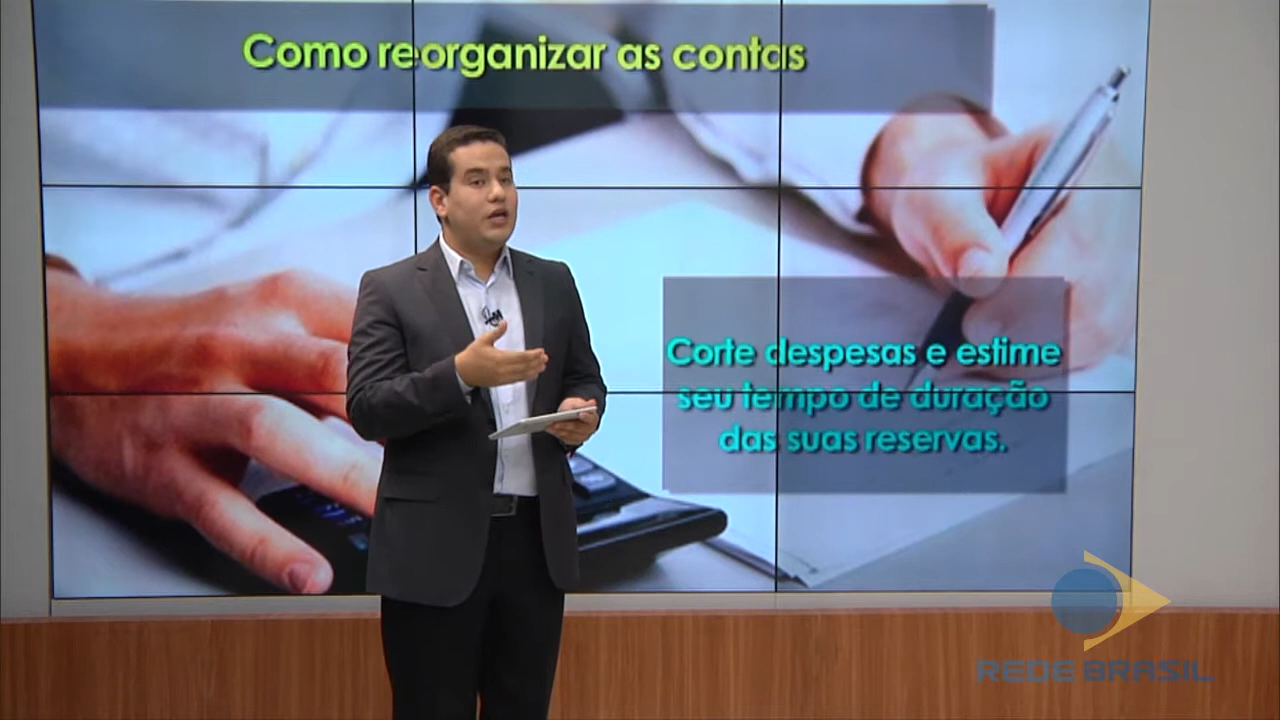 Como reorganizar as contas
Corte despesas e estime
seu tempo de duração
das suas reservas.
REDE BRASIL